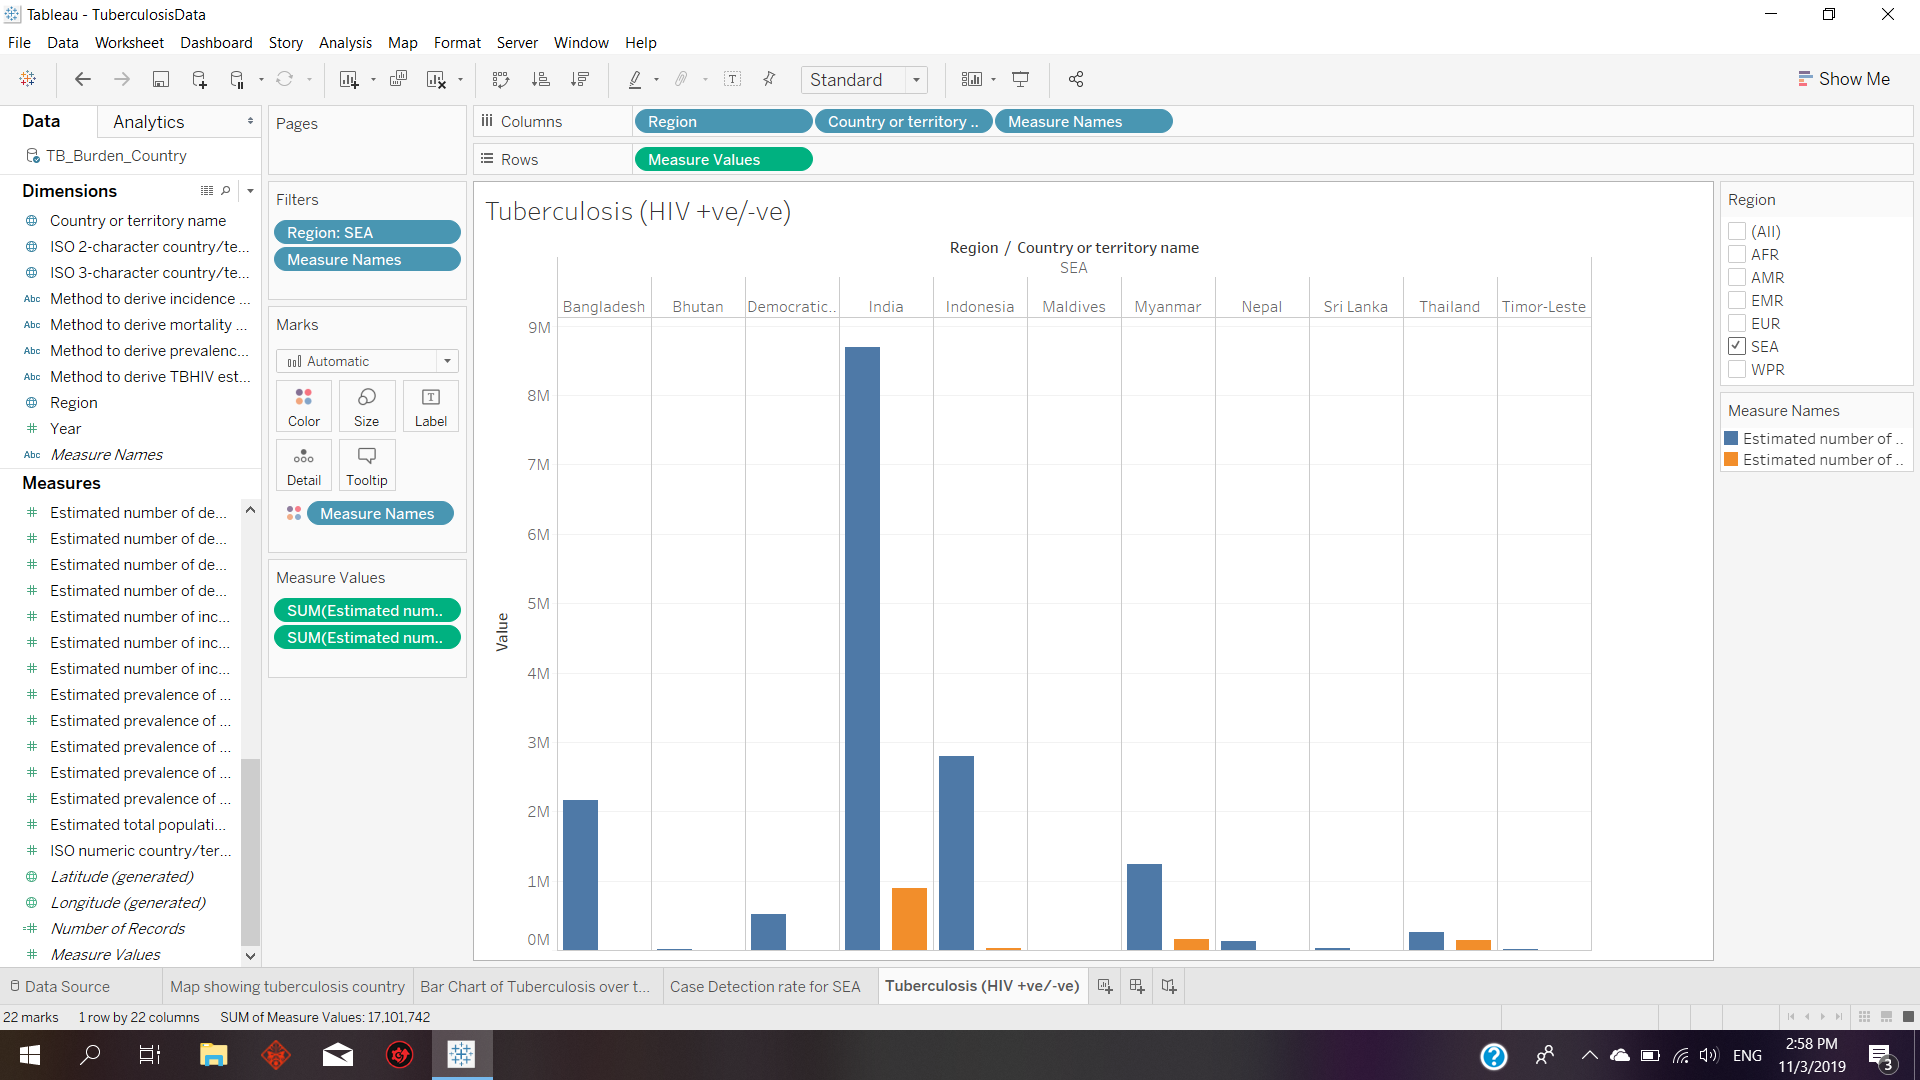 Tableau - TuberculosisData
File Data Worksheet Dashboard Story Analysis Map Format Server Window Help
Standard
Show Me
Data
Analytics
TB_Burden_Country
Dimensions
Country or territory name
ISO 2-character country/te...
ISO 3-character country/te...
Abc Method to derive incidence ...
Abc Method to derive mortality ...
Abc Method to derive prevalenc...
Abc Method to derive TBHIV est...
Region
# Year
Abc Measure Names
Measures
# Estimated number of de...
# Estimated number of de...
# Estimated number of de...
# Estimated number of de...
# Estimated number of inc...
# Estimated number of inc...
# Estimated number of inc...
# Estimated prevalence of ...
# Estimated prevalence of ...
# Estimated prevalence of ...
# Estimated prevalence of ...
# Estimated prevalence of ...
# Estimated total populati...
# ISO numeric country/ter...
Latitude (generated)
Longitude (generated)
=# Number of Records
# Measure Values
Pages
Filters
Region: SEA
Measure Names
Marks
Automatic
Color Size Label
Detail Tooltip
Measure Names
Measure Values
SUM(Estimated num..
SUM(Estimated num..
Columns
Region
Country or territory ..
Measure Names
Rows
Measure Values
Tuberculosis (HIV +ve/-ve)
Region / Country or territory name
SEA
Bangladesh Bhutan Democratic.. India Indonesia Maldives Myanmar Nepal Sri Lanka Thailand Timor-Leste
9M
8M
7M
6M
5M
4M
3M
2M
1M
0M
Value
Region
(All)
AFR
AMR
EMR
EUR
SEA
WPR
Measure Names
Estimated number of ..
Estimated number of ..
Data Source
Map showing tuberculosis country
Bar Chart of Tuberculosis over t...
Case Detection rate for SEA
Tuberculosis (HIV +ve/-ve)
22 marks 1 row by 22 columns SUM of Measure Values: 17,101,742
ENG
2:58 PM
11/3/2019
3